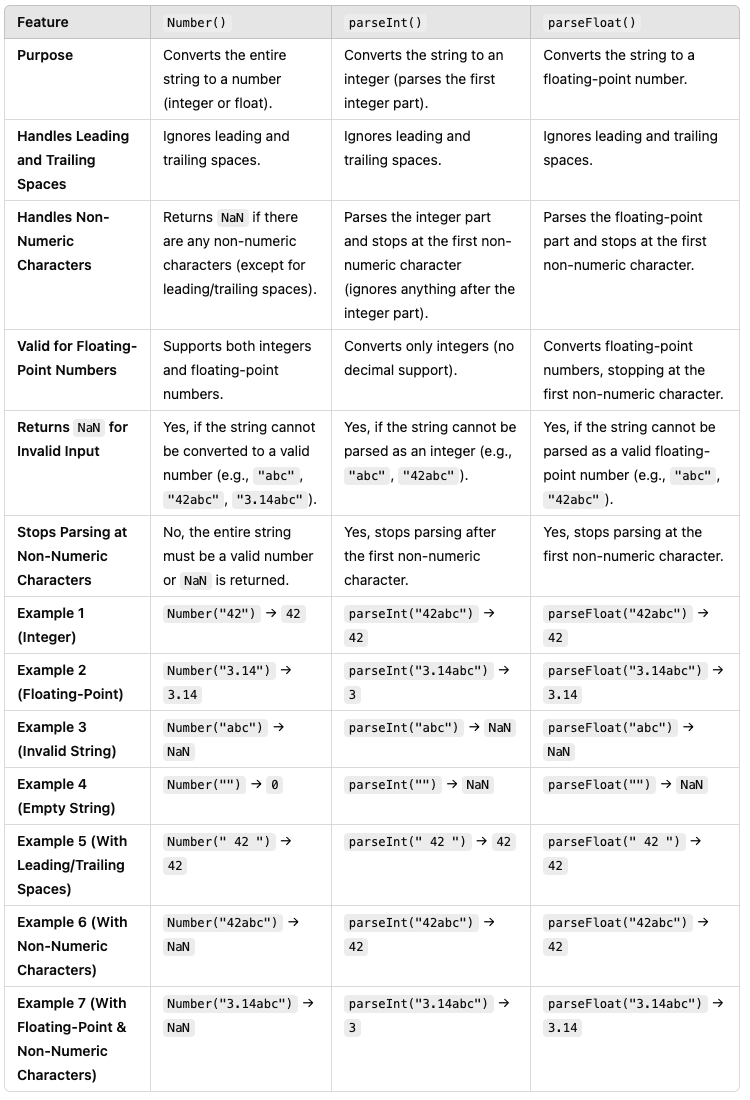 Feature Number() parseInt() parseFloat()
Purpose Converts the entire Converts the string to an Converts the string to a
string to a number integer (parses the first floating-point number.
(integer or float). integer part).
Handles Leading Ignores leading and Ignores leading and Ignores leading and trailing
and Trailing trailing spaces. trailing spaces. spaces.
Spaces
Handles Non- Returns NaN if there Parses the integer part Parses the floating-point
Numeric are any non-numeric and stops at the first non- part and stops at the first
Characters characters (except for numeric character non-numeric character.
leading/trailing spaces). (ignores anything after the
integer part).
Valid for Floating- Supports both integers Converts only integers (no Converts floating-point
Point Numbers and floating-point decimal support). numbers, stopping at the
numbers. first non-numeric character.
Returns NaN for Yes, if the string cannot Yes, if the string cannot be Yes, if the string cannot be
Invalid Input be converted to a valid parsed as an integer (e.g., parsed as a valid floating-
number (e.g., "abc", "abc", "42abc"). point number (e.g., "abc",
"42abc", "3.14abc"). "42abc").
Stops Parsing at No, the entire string Yes, stops parsing after Yes, stops parsing at the
Non-Numeric must be a valid number the first non-numeric first non-numeric character.
Characters or NaN is returned. character.
Example 1 Number("42") → 42 parseInt("42abc") → parseFloat("42abc") →
(Integer) 42 42
Example 2 Number("3.14") → parseInt("3.14abc") → parseFloat("3.14abc") →
(Floating-Point) 3.14 3 3.14
Example 3 Number("abc") → parseInt("abc") → NaN parseFloat("abc") →
(Invalid String) NaN NaN
Example 4 Number("") → 0 parseInt("") → NaN parseFloat("") → NaN
(Empty String)
Example 5 (With Number(" 42 ") → parseInt(" 42 ") → 42 parseFloat(" 42 ") →
Leading/Trailing 42 42
Spaces)
Example 6 (With Number("42abc") → parseInt("42abc") → parseFloat("42abc") →
Non-Numeric NaN 42 42
Characters)
Example 7 (With Number("3.14abc") → parseInt("3.14abc") → parseFloat("3.14abc") →
Floating-Point & NaN 3 3.14
Non-Numeric
Characters)